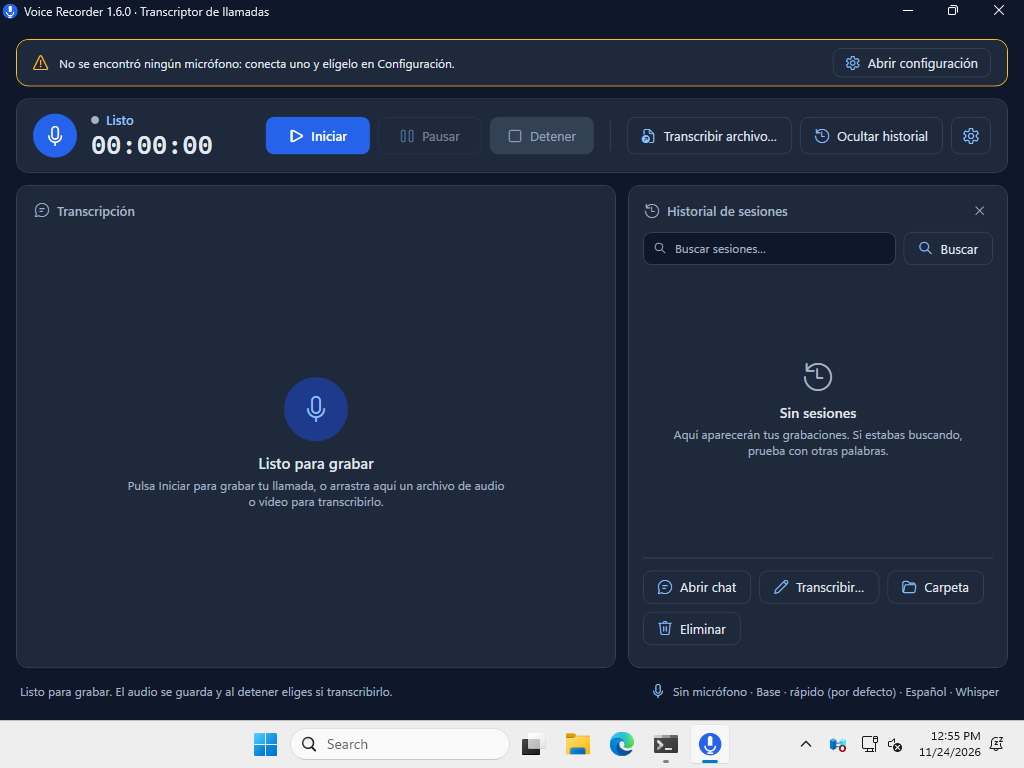 Voice Recorder 1.6.0 · Transcriptor de llamadas
No se encontró ningún micrófono: conecta uno y elígelo en Configuración.
Abrir configuración
Listo
00:00:00
Iniciar
Pausar
Detener
Transcribir archivo...
Ocultar historial
Transcripción
Listo para grabar
Pulsa Iniciar para grabar tu llamada, o arrastra aquí un archivo de audio
o vídeo para transcribirlo.
Historial de sesiones
Buscar sesiones...
Buscar
Sin sesiones
Aquí aparecerán tus grabaciones. Si estabas buscando,
prueba con otras palabras.
Abrir chat
Transcribir...
Carpeta
Eliminar
Listo para grabar. El audio se guarda y al detener eliges si transcribirlo.
Sin micrófono · Base · rápido (por defecto) · Español · Whisper
Search
12:55 PM
11/24/2026